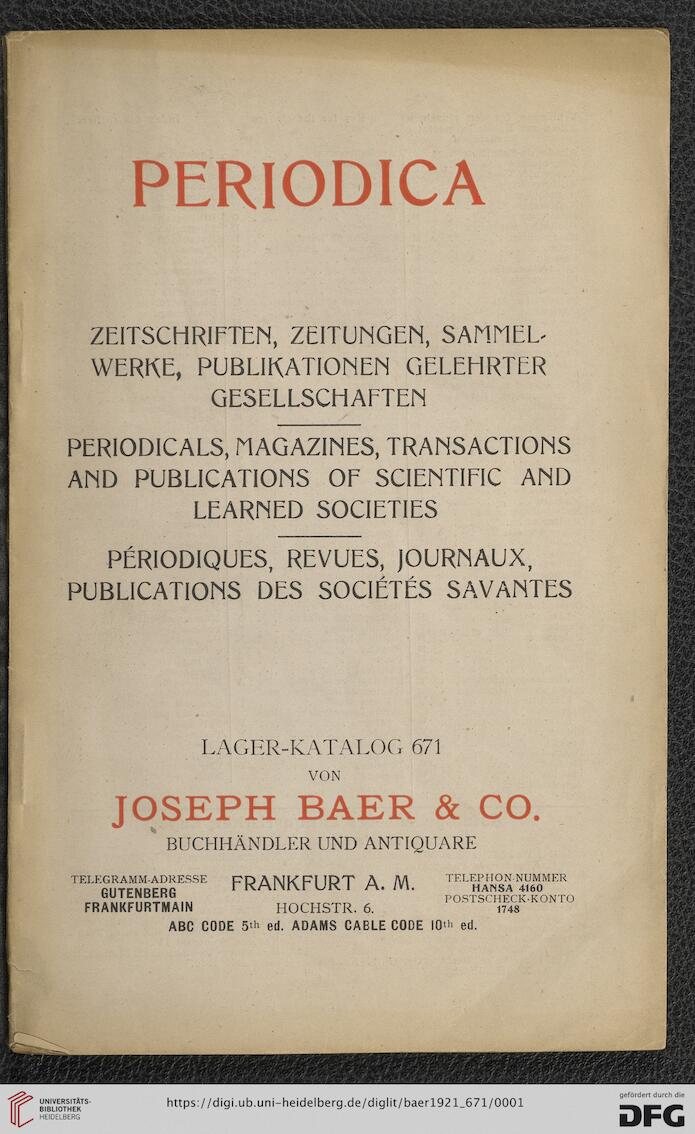 PERIODICA
ZEITSCHRIFTEN, ZEITUNGEN, SAMMEL-
WERKE, PUBLIKATIONEN GELEHRTER
GESELLSCHAFTEN
PERIODICALS, MAGAZINES, TRANSACTIONS
AND PUBLICATIONS OF SCIENTIFIC AND
LEARNED SOCIETIES
PÉRIODIQUES, REVUES, JOURNAUX,
PUBLICATIONS DES SOCIÉTÉS SAVANTES
LAGER-KATALOG 671
VON
JOSEPH BAER & CO.
BUCHHÄNDLER UND ANTIQUARE
TELEGRAMM-ADRESSE
GUTENBERG
FRANKFURTMAIN
FRANKFURT A. M.
HOCHSTR. 6.
TELEPHON-NUMMER
HANSA 4160
POSTSCHECK-KONTO
1748
ABC CODE 5th ed. ADAMS CABLE CODE 10th ed.
UNIVERSITÄTS-
BIBLIOTHEK
HEIDELBERG
https://digi.ub.uni-heidelberg.de/diglit/baer1921_671/0001
gefördert durch die
DFG